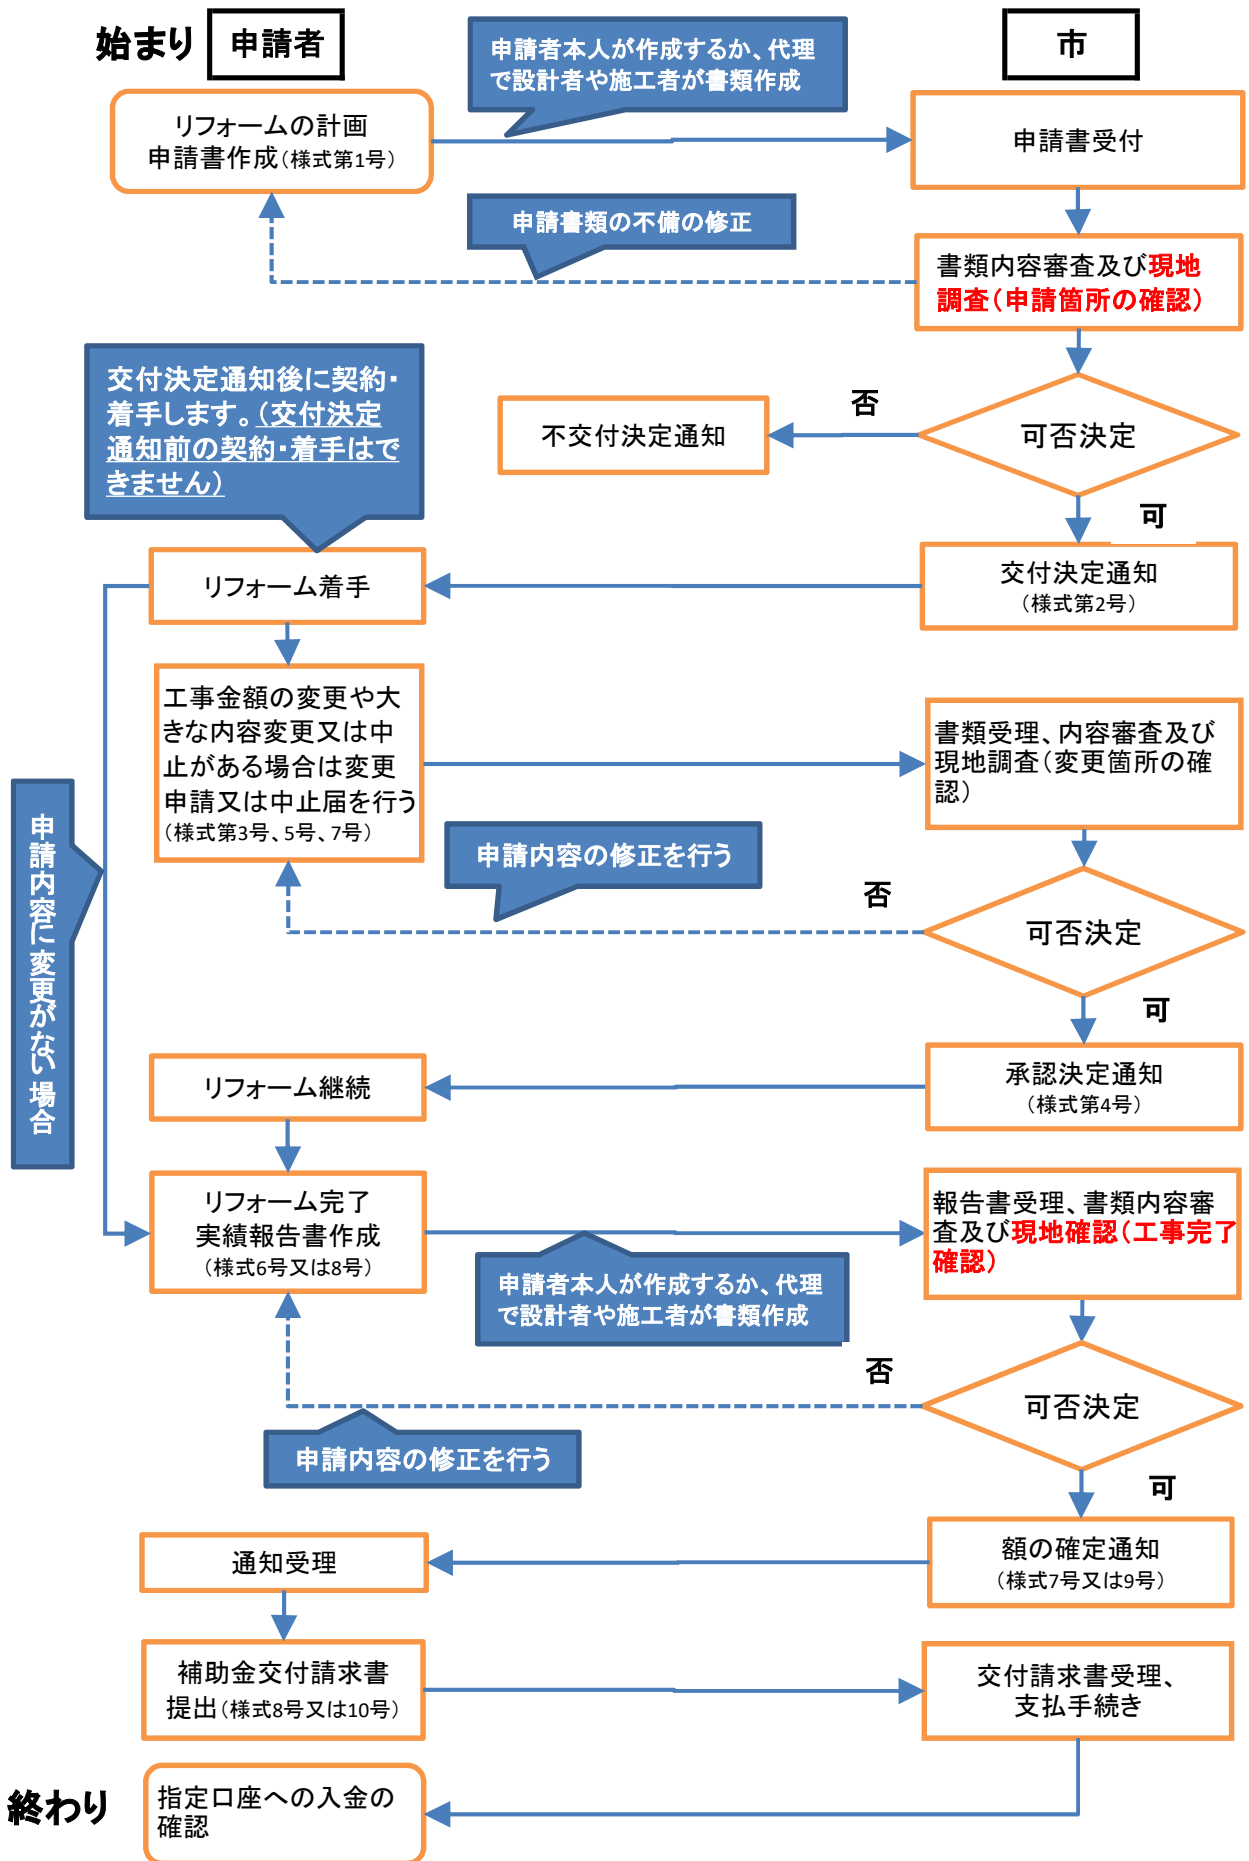 始まり
申請者
市
申請者本人が作成するか、代理
で設計者や施工者が書類作成
リフォームの計画
申請書作成（様式第1号）
申請書受付
申請書類の不備の修正
書類内容審査及び現地
調査（申請箇所の確認）
交付決定通知後に契約・
着手します。（交付決定
通知前の契約・着手はで
きません）
否
不交付決定通知
可否決定
可
リフォーム着手
交付決定通知
（様式第2号）
工事金額の変更や大
きな内容変更又は中
止がある場合は変更
申請又は中止届を行う
（様式第3号、5号、7号）
書類受理、内容審査及び
現地調査（変更箇所の確
認）
申請内容に変更がない場合
申請内容の修正を行う
否
可否決定
可
リフォーム継続
承認決定通知
（様式第4号）
リフォーム完了
実績報告書作成
（様式6号又は8号）
報告書受理、書類内容審
査及び現地確認（工事完了
確認）
申請者本人が作成するか、代理
で設計者や施工者が書類作成
否
可否決定
申請内容の修正を行う
可
通知受理
額の確定通知
（様式7号又は9号）
補助金交付請求書
提出（様式8号又は10号）
交付請求書受理、
支払手続き
終わり
指定口座への入金の
確認